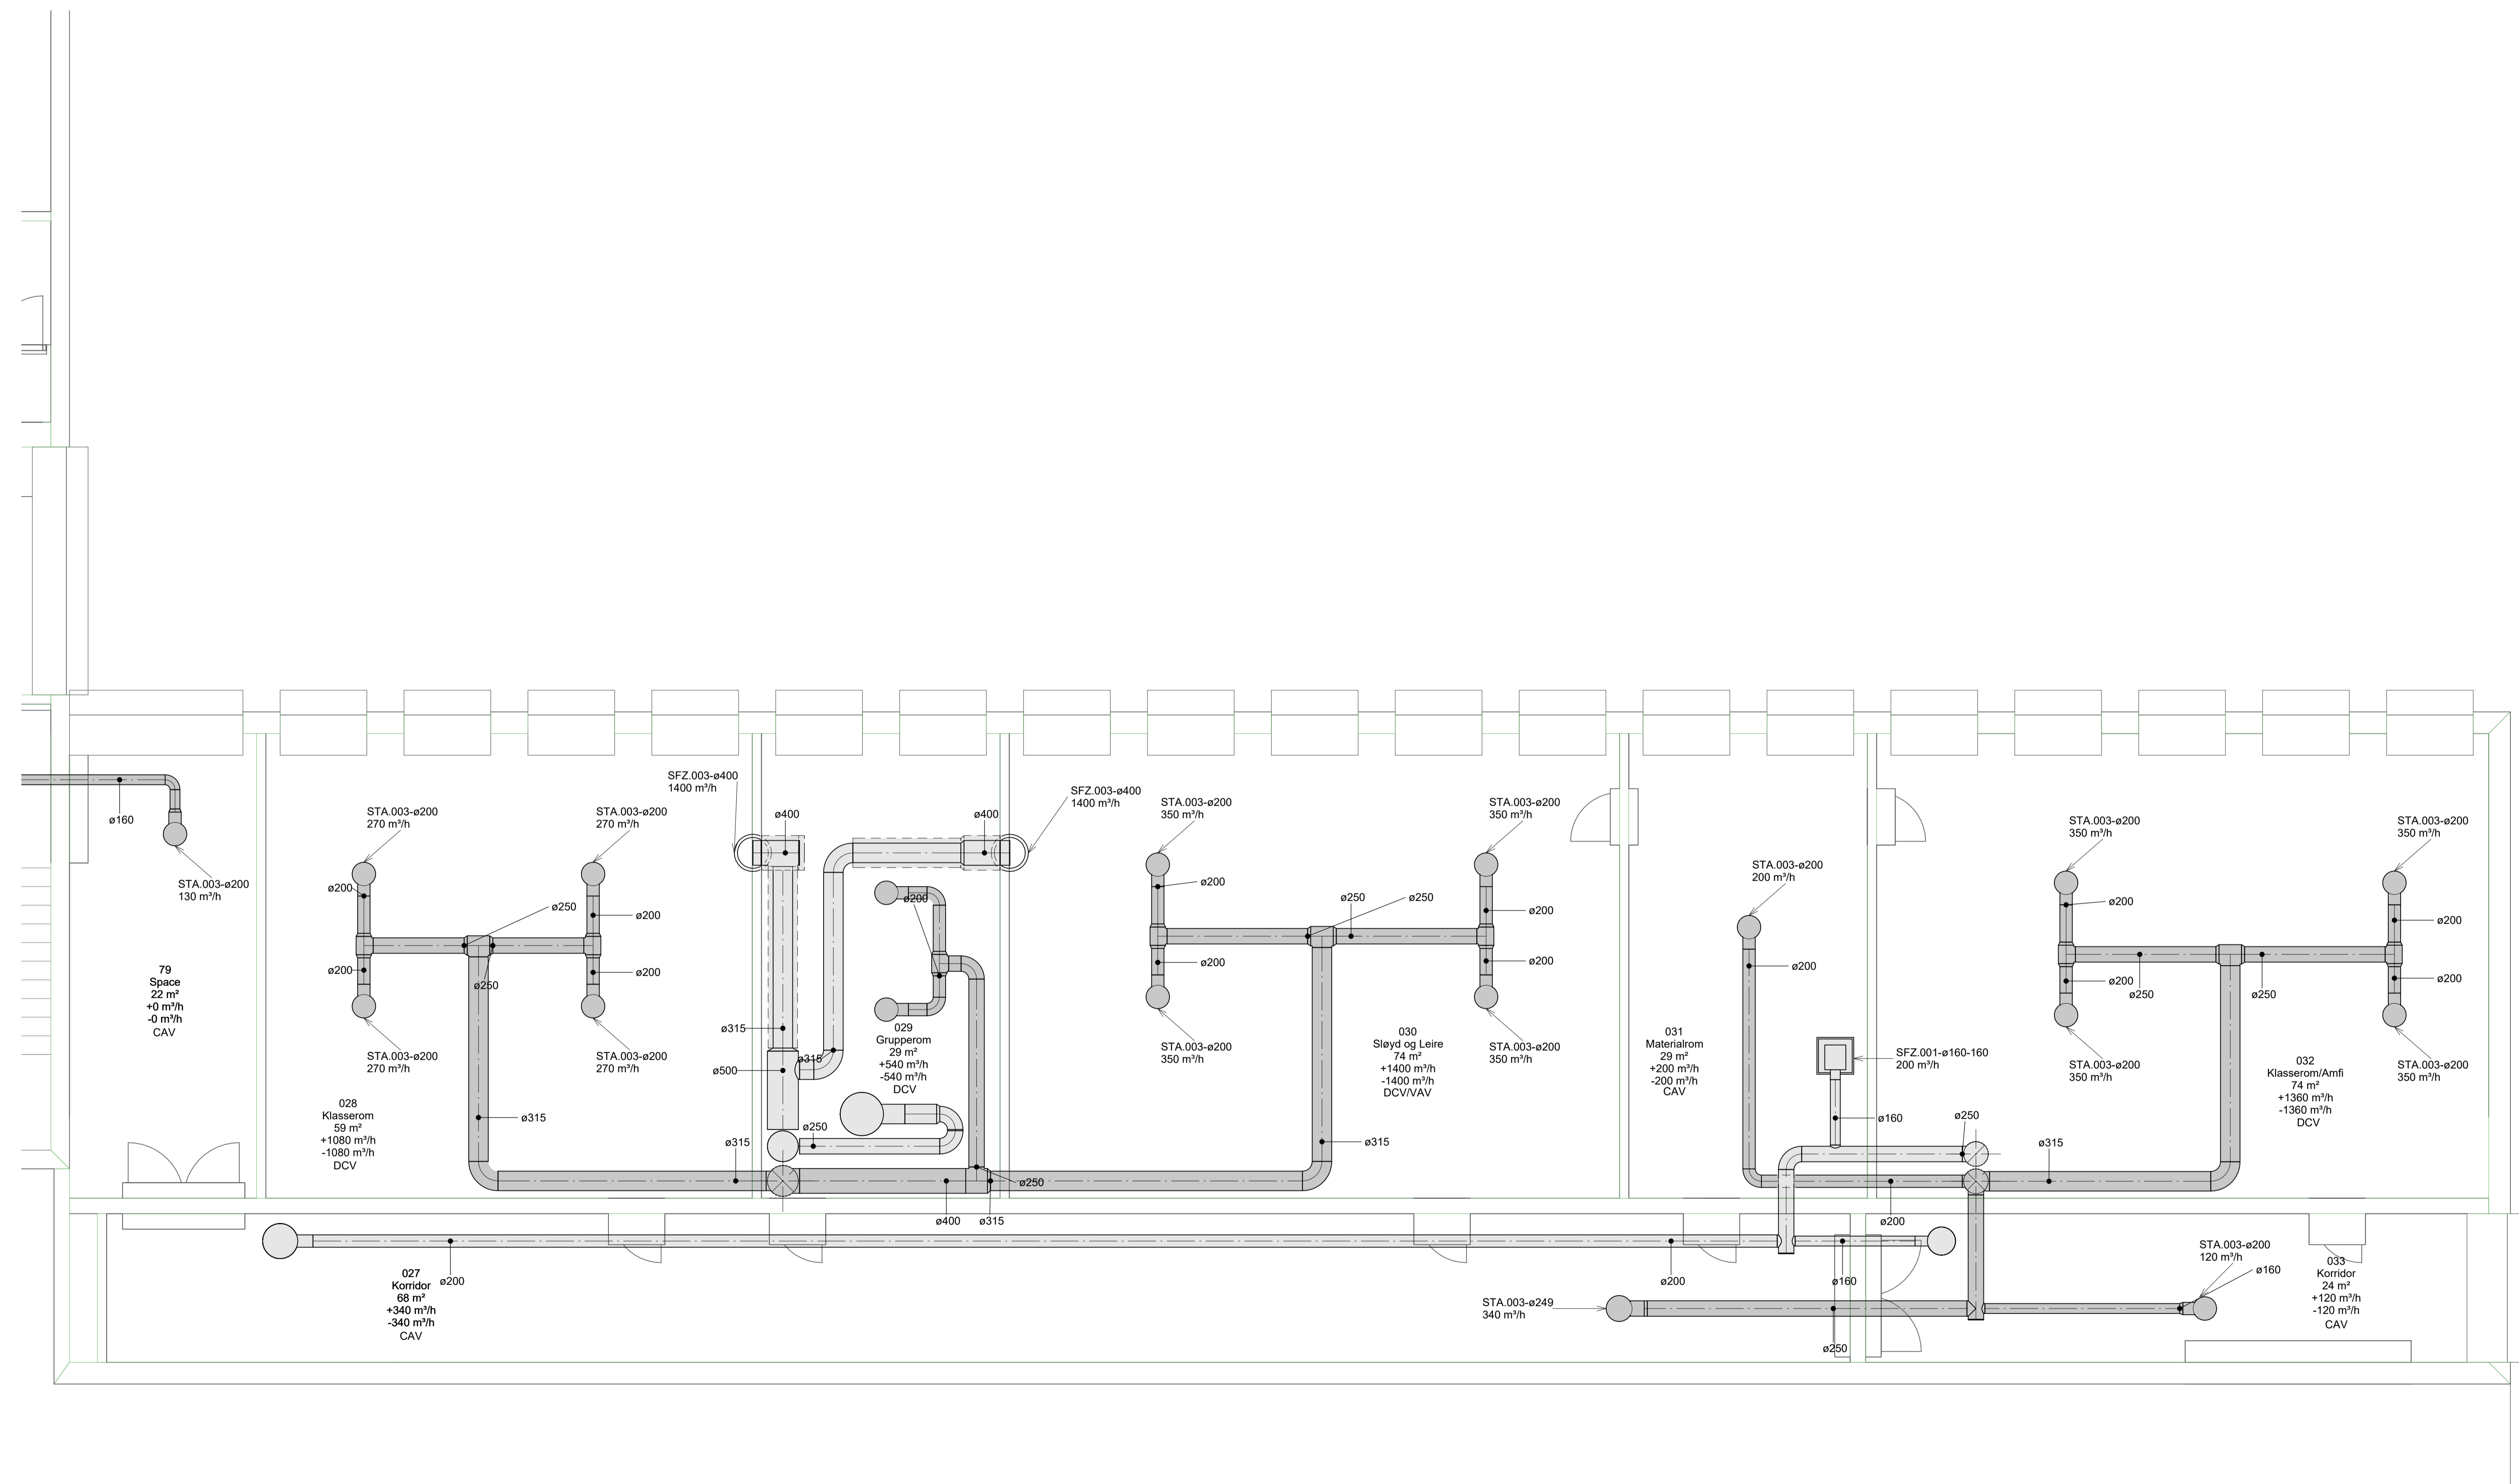 SFZ.003-ø400
1400 m³/h
SFZ.003-ø400
1400 m³/h
STA.003-ø200
350 m³/h
STA.003-ø200
350 m³/h
STA.003-ø200
270 m³/h
STA.003-ø200
270 m³/h
ø400
ø400
ø160
STA.003-ø200
350 m³/h
STA.003-ø200
350 m³/h
STA.003-ø200
200 m³/h
STA.003-ø200
130 m³/h
ø200
ø250
ø200
ø200
ø200
ø250
ø250
ø200
ø200
ø200
ø200
ø200
ø200
ø250
ø200
ø200
ø200
ø200
ø250
ø250
ø200
79
Space
22 m²
+0 m³/h
-0 m³/h
CAV
ø315
ø315
ø500
029
Grupperom
29 m²
+540 m³/h
-540 m³/h
DCV
STA.003-ø200
270 m³/h
STA.003-ø200
270 m³/h
STA.003-ø200
350 m³/h
STA.003-ø200
350 m³/h
030
Sløyd og Leire
74 m²
+1400 m³/h
-1400 m³/h
DCV/VAV
031
Materialrom
29 m²
+200 m³/h
-200 m³/h
CAV
SFZ.001-ø160-160
200 m³/h
STA.003-ø200
350 m³/h
STA.003-ø200
350 m³/h
032
Klasserom/Amfi
74 m²
+1360 m³/h
-1360 m³/h
DCV
028
Klasserom
59 m²
+1080 m³/h
-1080 m³/h
DCV
ø315
ø315
ø250
ø315
ø160
ø250
ø315
ø250
ø400
ø315
ø200
027
Korridor
68 m²
+340 m³/h
-340 m³/h
CAV
ø200
ø200
ø160
STA.003-ø249
340 m³/h
ø250
STA.003-ø200
120 m³/h
ø160
033
Korridor
24 m²
+120 m³/h
-120 m³/h
CAV